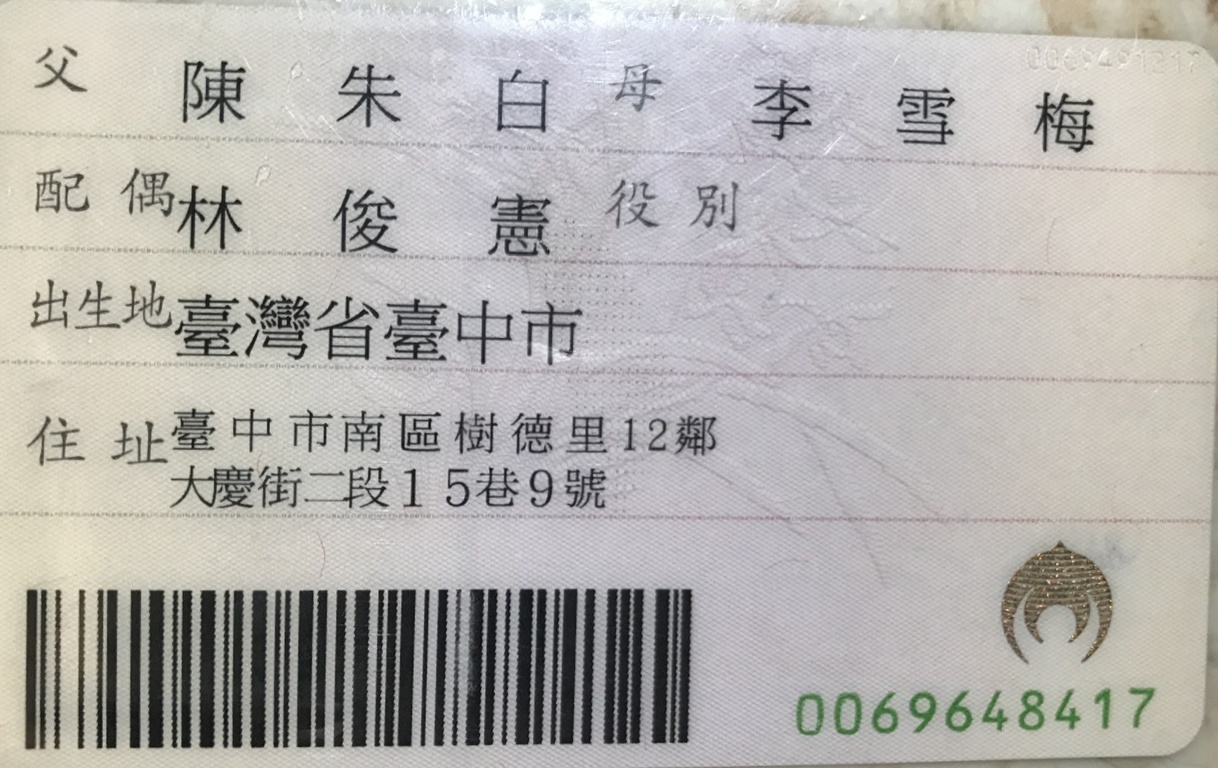 父 陳朱白 母 李雪梅
配偶 林俊憲 役別
出生地 臺灣省臺中市
住址 臺中市南區樹德里12鄰
大慶街二段15巷9號
0069648417